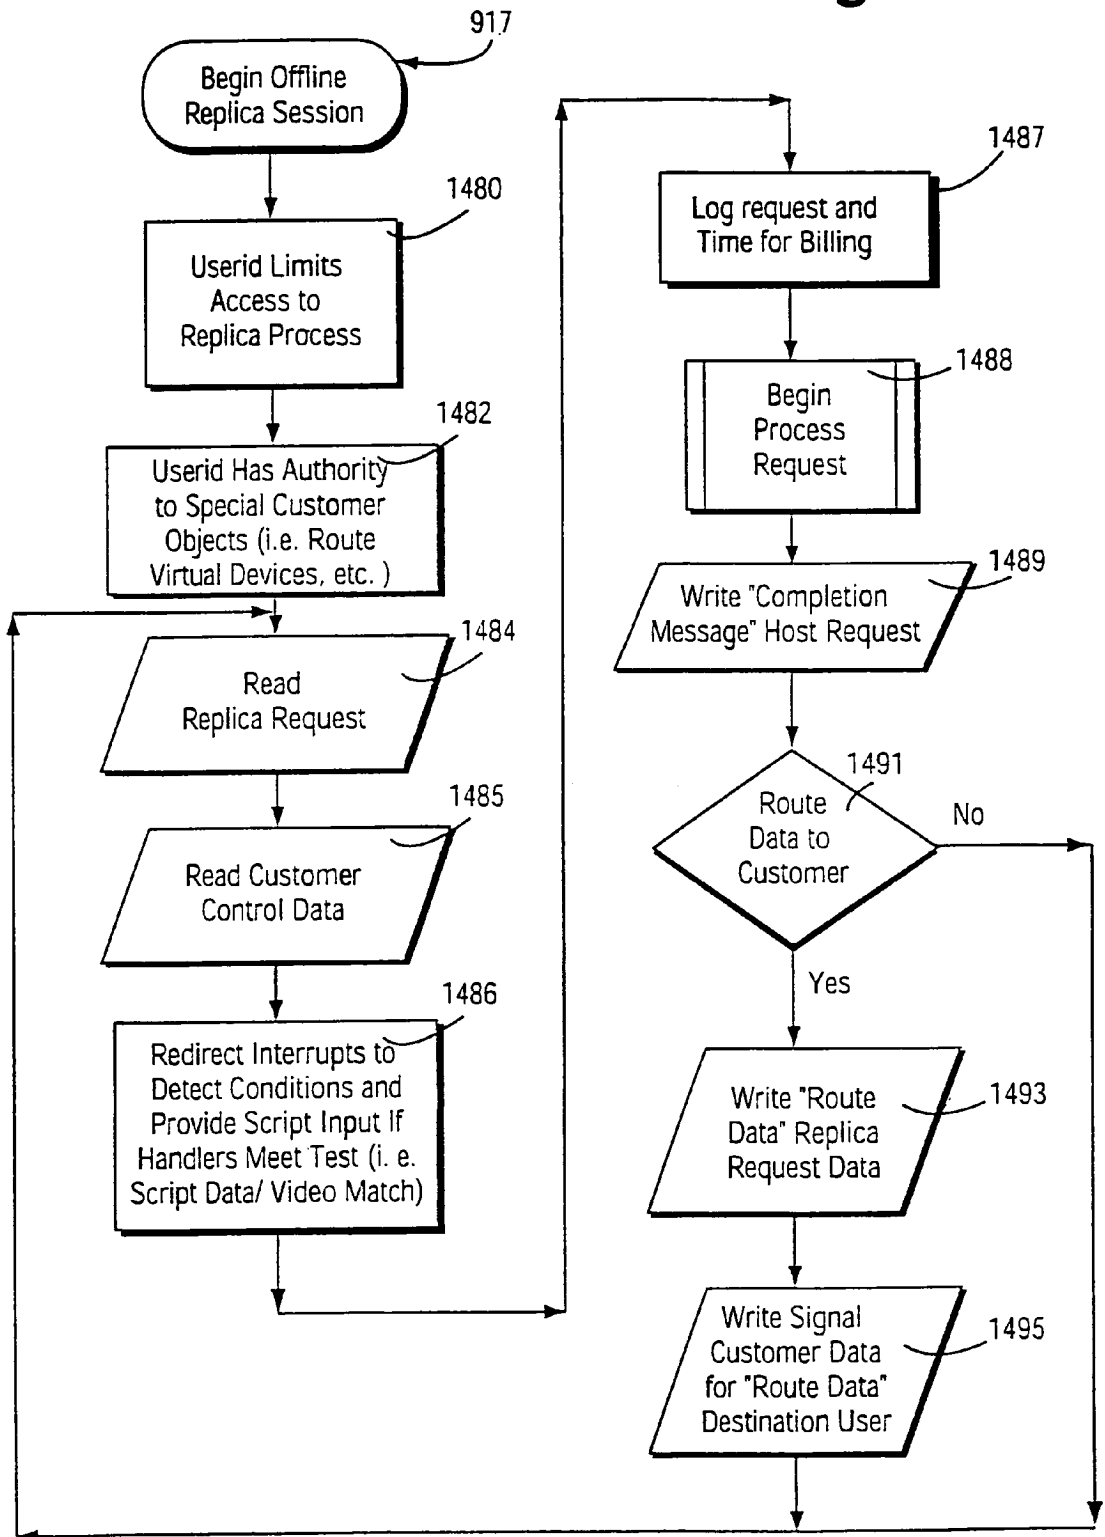 917
Begin Offline
Replica Session
1480
Userid Limits
Access to
Replica Process
1482
Userid Has Authority
to Special Customer
Objects (i.e. Route
Virtual Devices, etc. )
1484
Read
Replica Request
1485
Read Customer
Control Data
1486
Redirect Interrupts to
Detect Conditions and
Provide Script Input If
Handlers Meet Test (i. e.
Script Data/ Video Match)
1487
Log request and
Time for Billing
1488
Begin
Process
Request
1489
Write "Completion
Message" Host Request
1491
Route
Data to
Customer
No
Yes
1493
Write "Route
Data" Replica
Request Data
1495
Write Signal
Customer Data
for "Route Data"
Destination User